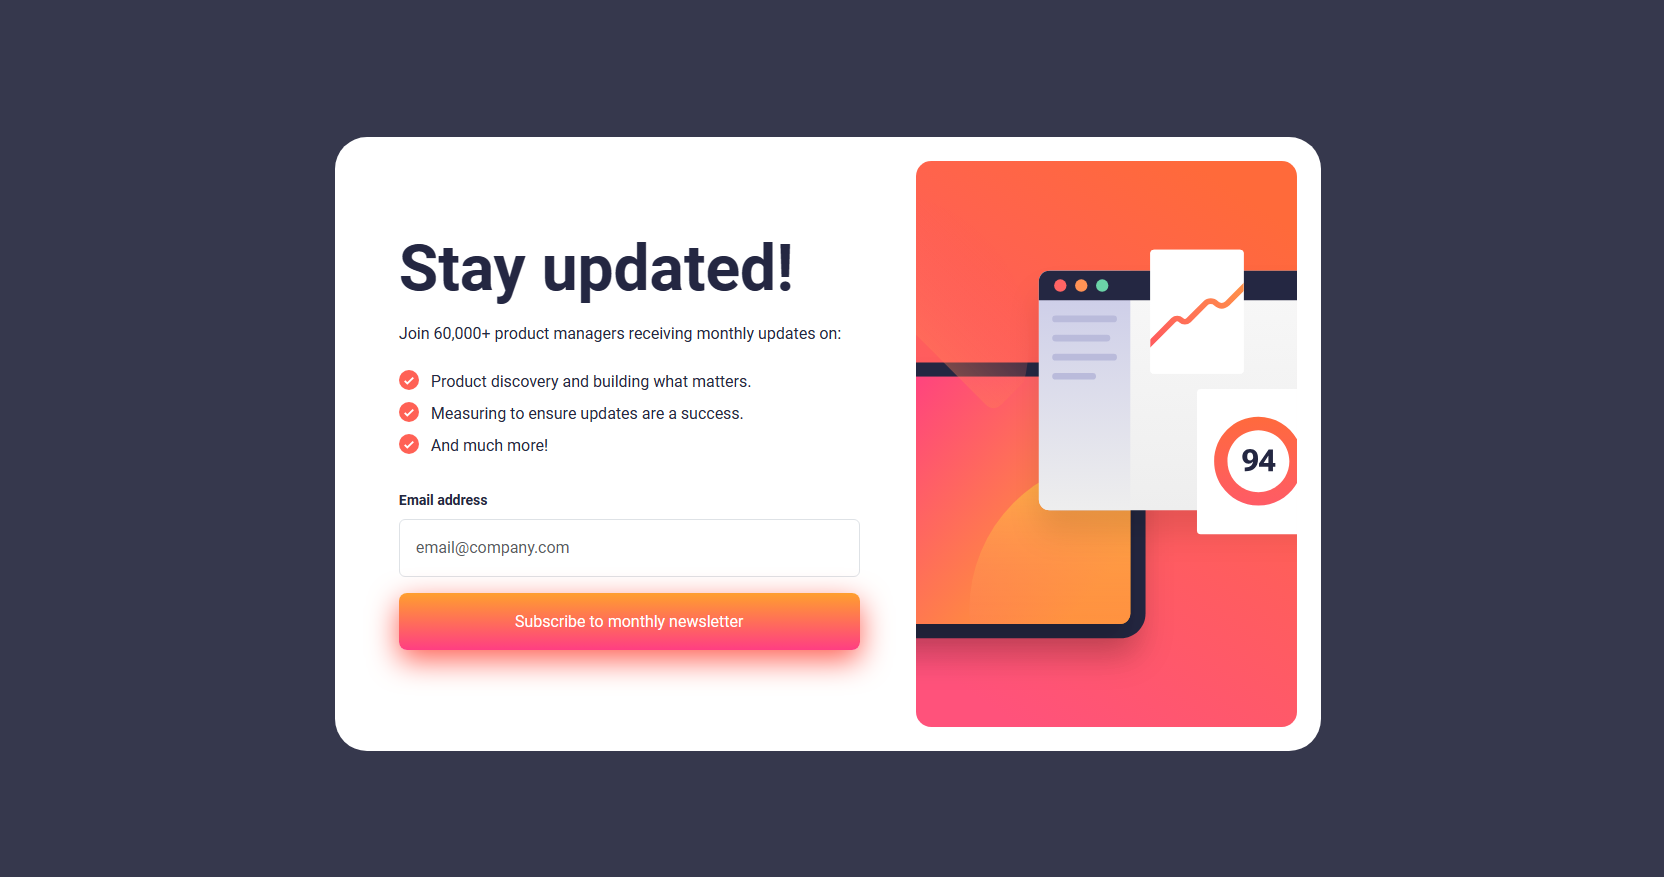 Stay updated!
Join 60,000+ product managers receiving monthly updates on:
Product discovery and building what matters.
Measuring to ensure updates are a success.
And much more!
Email address
email@company.com
Subscribe to monthly newsletter
94